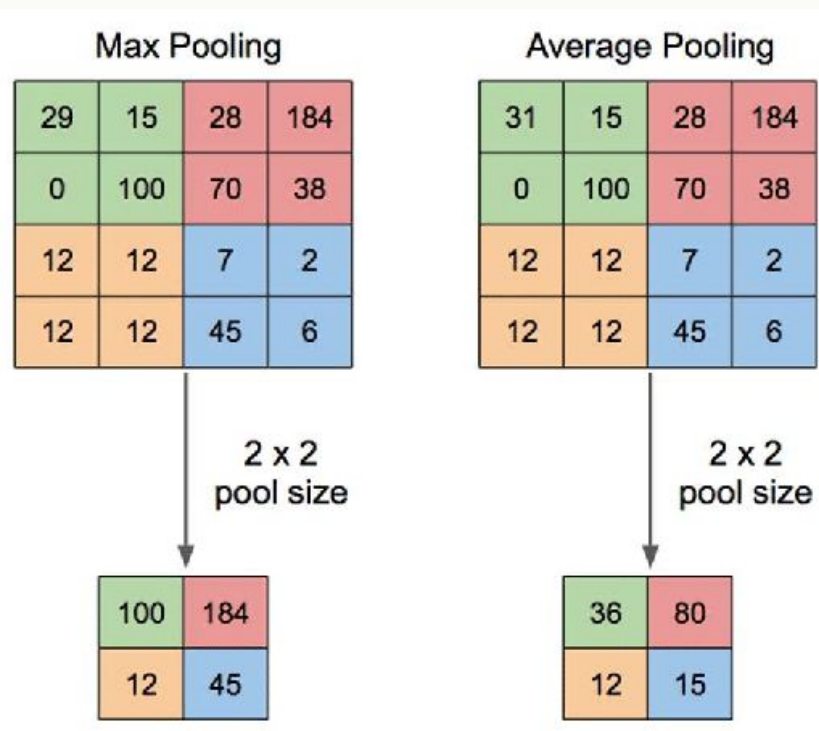 Max Pooling
29 15 28 184
0 100 70 38
12 12 7 2
12 12 45 6
2 x 2
pool size
100 184
12 45
Average Pooling
31 15 28 184
0 100 70 38
12 12 7 2
12 12 45 6
2 x 2
pool size
36 80
12 15